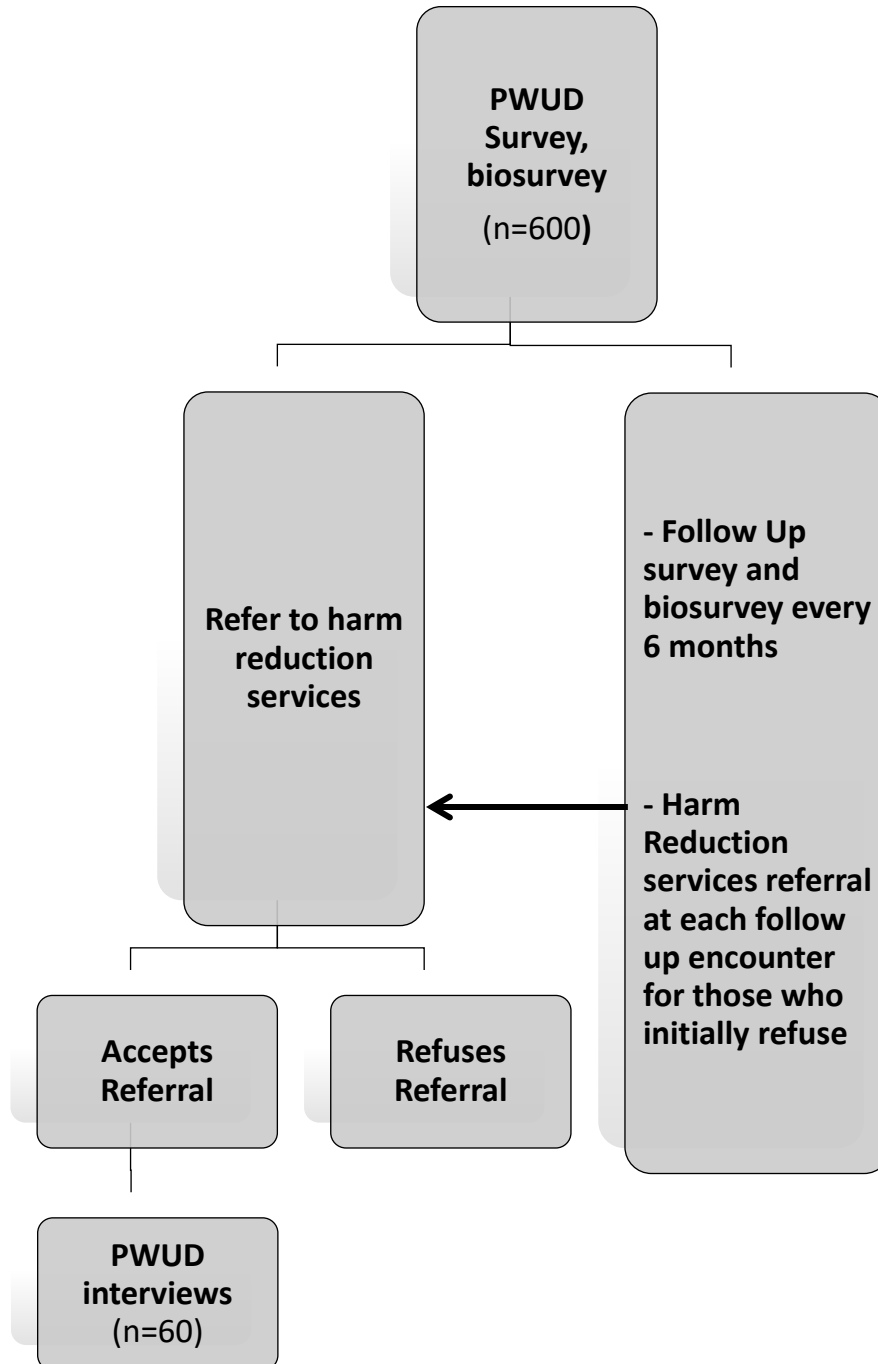 PWUD
Survey,
biosurvey
(n=600)
Refer to harm
reduction
services
- Follow Up
survey and
biosurvey every
6 months
- Harm
Reduction
services referral
at each follow
up encounter
for those who
initially refuse
Accepts
Referral
Refuses
Referral
PWUD
interviews
(n=60)